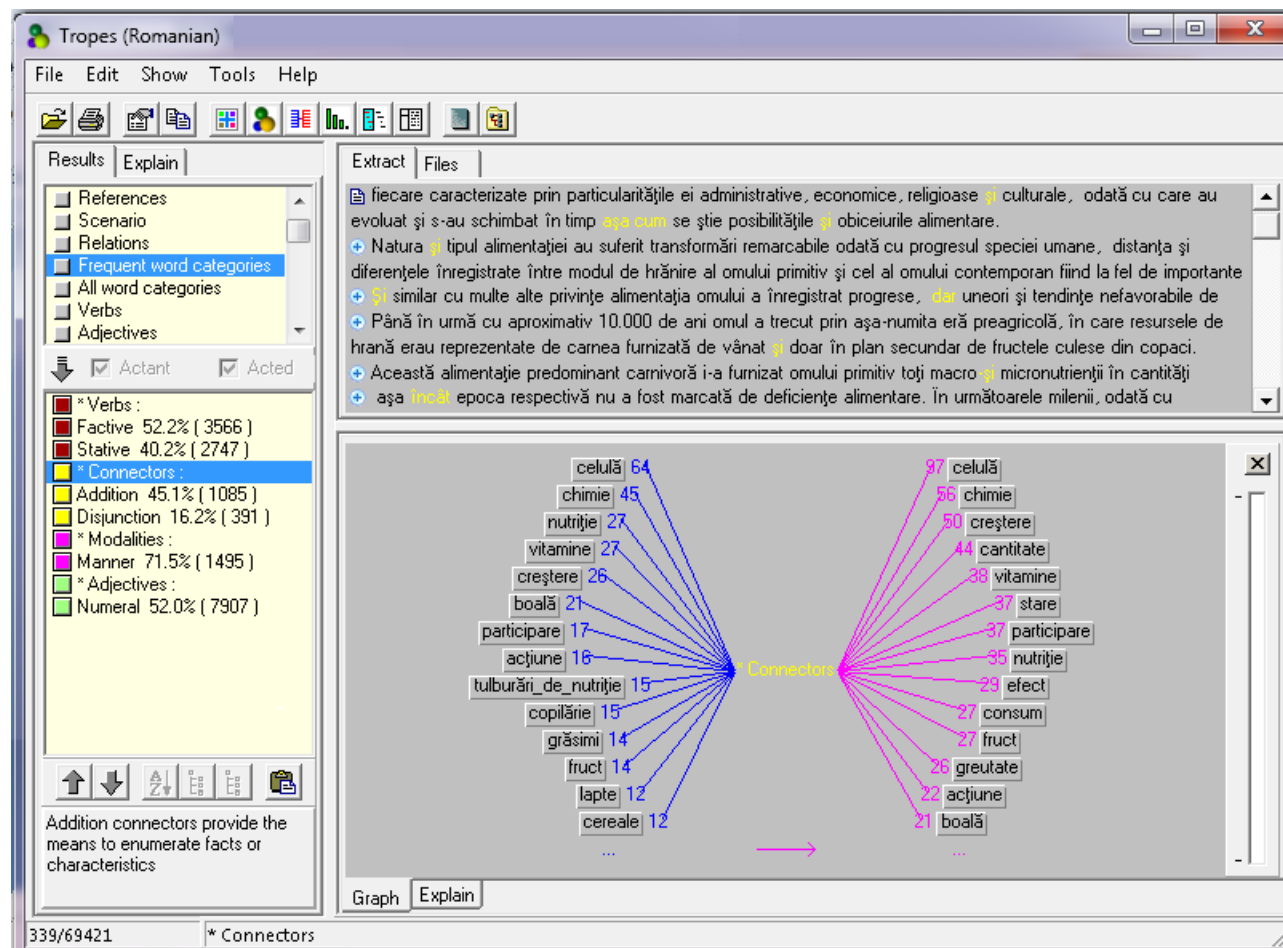 Tropes (Romanian)
File Edit Show Tools Help
Results Explain
References
Scenario
Relations
Frequent word categories
All word categories
Verbs
Adjectives
Actant Acted
* Verbs :
Factive 52.2% ( 3566 )
Stative 40.2% ( 2747 )
* Connectors :
Addition 45.1% ( 1085 )
Disjunction 16.2% ( 391 )
* Modalities :
Manner 71.5% ( 1495 )
* Adjectives :
Numeral 52.0% ( 7907 )
Addition connectors provide the
means to enumerate facts or
characteristics
Extract Files
fiecare caracterizate prin particularităţile ei administrative, economice, religioase şi culturale, odată cu care au
evoluat şi s-au schimbat în timp aşa cum se ştie posibilităţile şi obiceiurile alimentare.
Natura şi tipul alimentaţiei au suferit transformări remarcabile odată cu progresul speciei umane, distanţa şi
diferenţele înregistrate între modul de hrănire al omului primitiv şi cel al omului contemporan fiind la fel de importante
Şi similar cu multe alte privinţe alimentaţia omului a înregistrat progrese, dar uneori şi tendinţe nefavorabile de
Până în urmă cu aproximativ 10.000 de ani omul a trecut prin aşa-numita eră preagricolă, în care resursele de
hrană erau reprezentate de carnea furnizată de vânat şi doar în plan secundar de fructele culese din copaci.
Această alimentaţie predominant carnivoră i-a furnizat omului primitiv toţi macro-şi micronutrienţii în cantităţi
aşa încât epoca respectivă nu a fost marcată de deficienţe alimentare. În următoarele milenii, odată cu
celulă 64
chimie 45
nutriţie 27
vitamine 27
creştere 26
boală 21
participare 17
acţiune 16
tulburări_de_nutriţie 15
copilărie 15
grăsimi 14
fruct 14
lapte 12
cereale 12
...
* Connectors
97 celulă
56 chimie
50 creştere
44 cantitate
38 vitamine
37 stare
37 participare
35 nutriţie
29 efect
27 consum
27 fruct
26 greutate
22 acţiune
21 boală
...
Graph Explain
339/69421 * Connectors